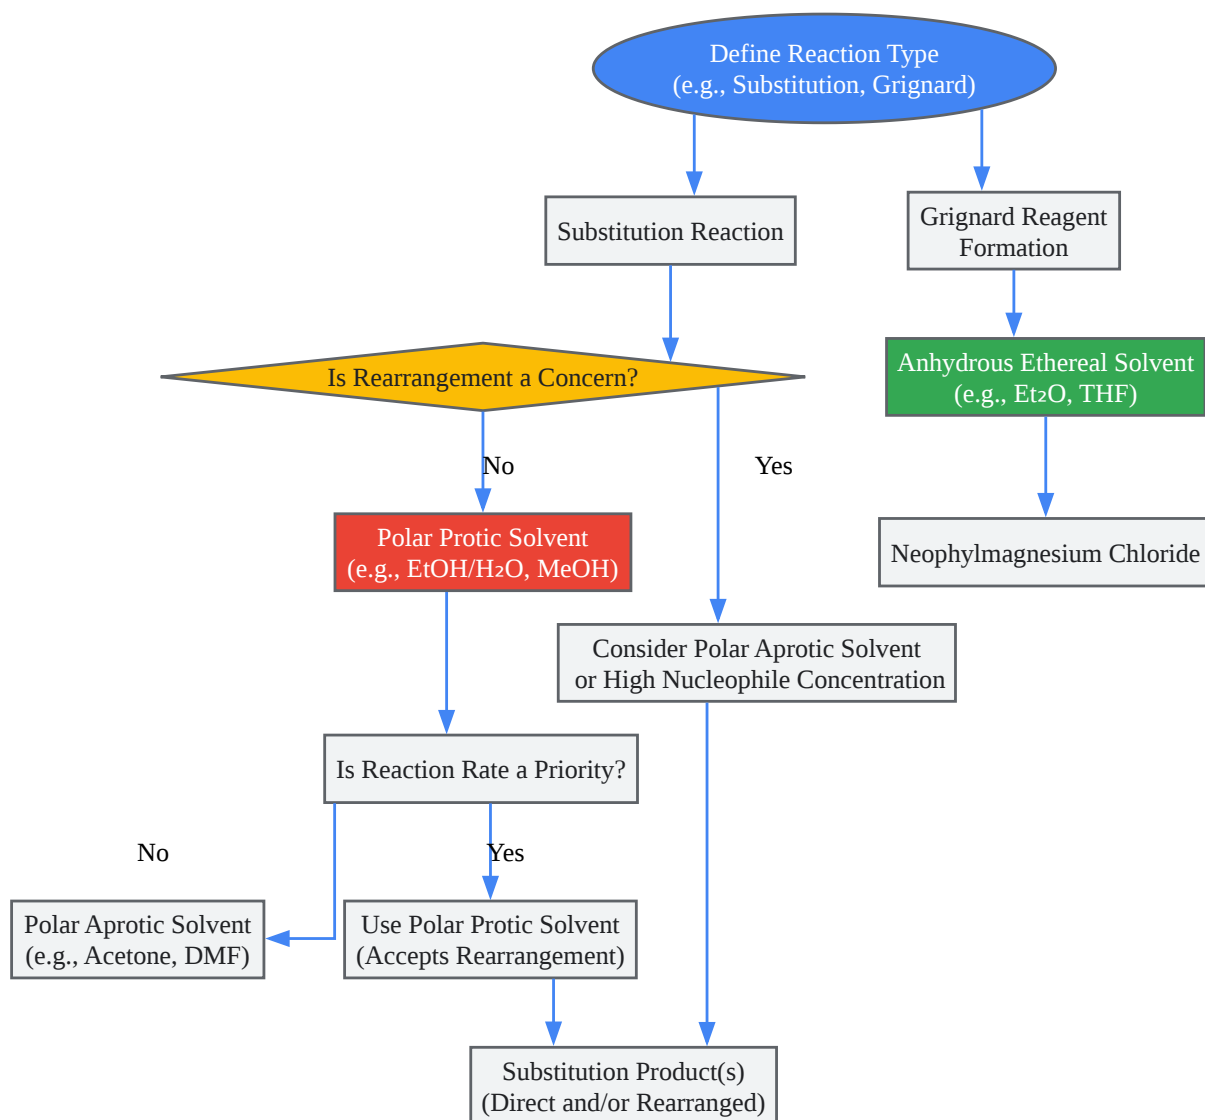 Define Reaction Type
(e.g., Substitution, Grignard)
Substitution Reaction
Grignard Reagent
Formation
Is Rearrangement a Concern?
Anhydrous Ethereal Solvent
(e.g., Et₂O, THF)
No
Yes
Polar Protic Solvent
(e.g., EtOH/H₂O, MeOH)
Neophylmagnesium Chloride
Consider Polar Aprotic Solvent
or High Nucleophile Concentration
Is Reaction Rate a Priority?
No
Yes
Polar Aprotic Solvent
(e.g., Acetone, DMF)
Use Polar Protic Solvent
(Accepts Rearrangement)
Substitution Product(s)
(Direct and/or Rearranged)